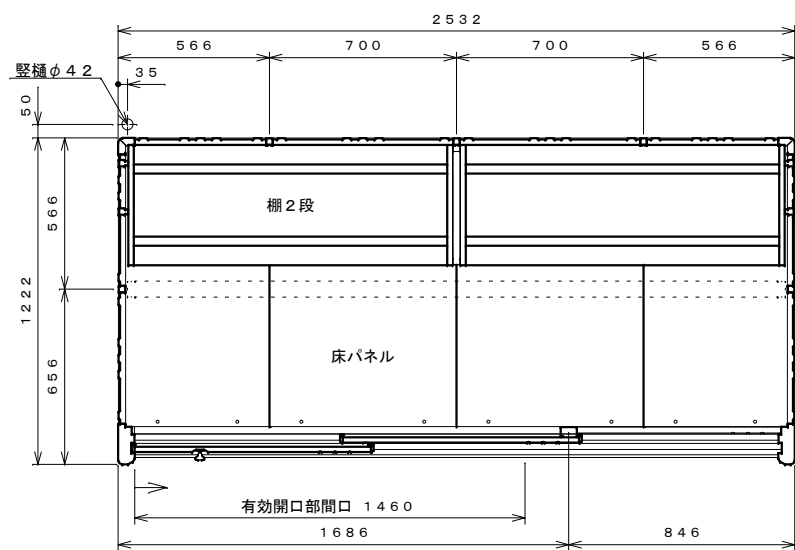 ２５３２
５６６ ７００ ７００ ５６６
竪樋φ４２ ３５
５０
５６６
１２２２
６５６
棚２段
床パネル
有効開口部間口 １４６０
１６８６ ８４６